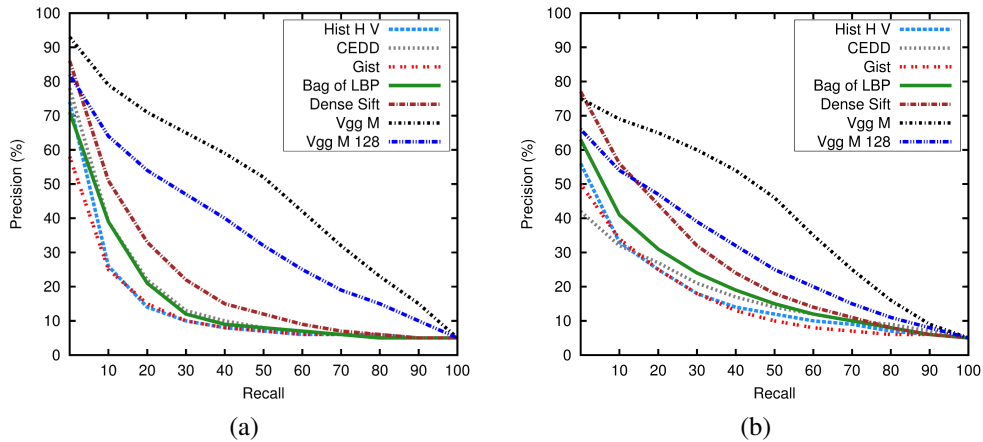 100
90
80
70
60
50
40
30
20
10
0
Precision (%)
10 20 30 40 50 60 70 80 90 100
Recall
Hist H V
CEDD
Gist
Bag of LBP
Dense Sift
Vgg M
Vgg M 128
(a)
100
90
80
70
60
50
40
30
20
10
0
Precision (%)
10 20 30 40 50 60 70 80 90 100
Recall
Hist H V
CEDD
Gist
Bag of LBP
Dense Sift
Vgg M
Vgg M 128
(b)